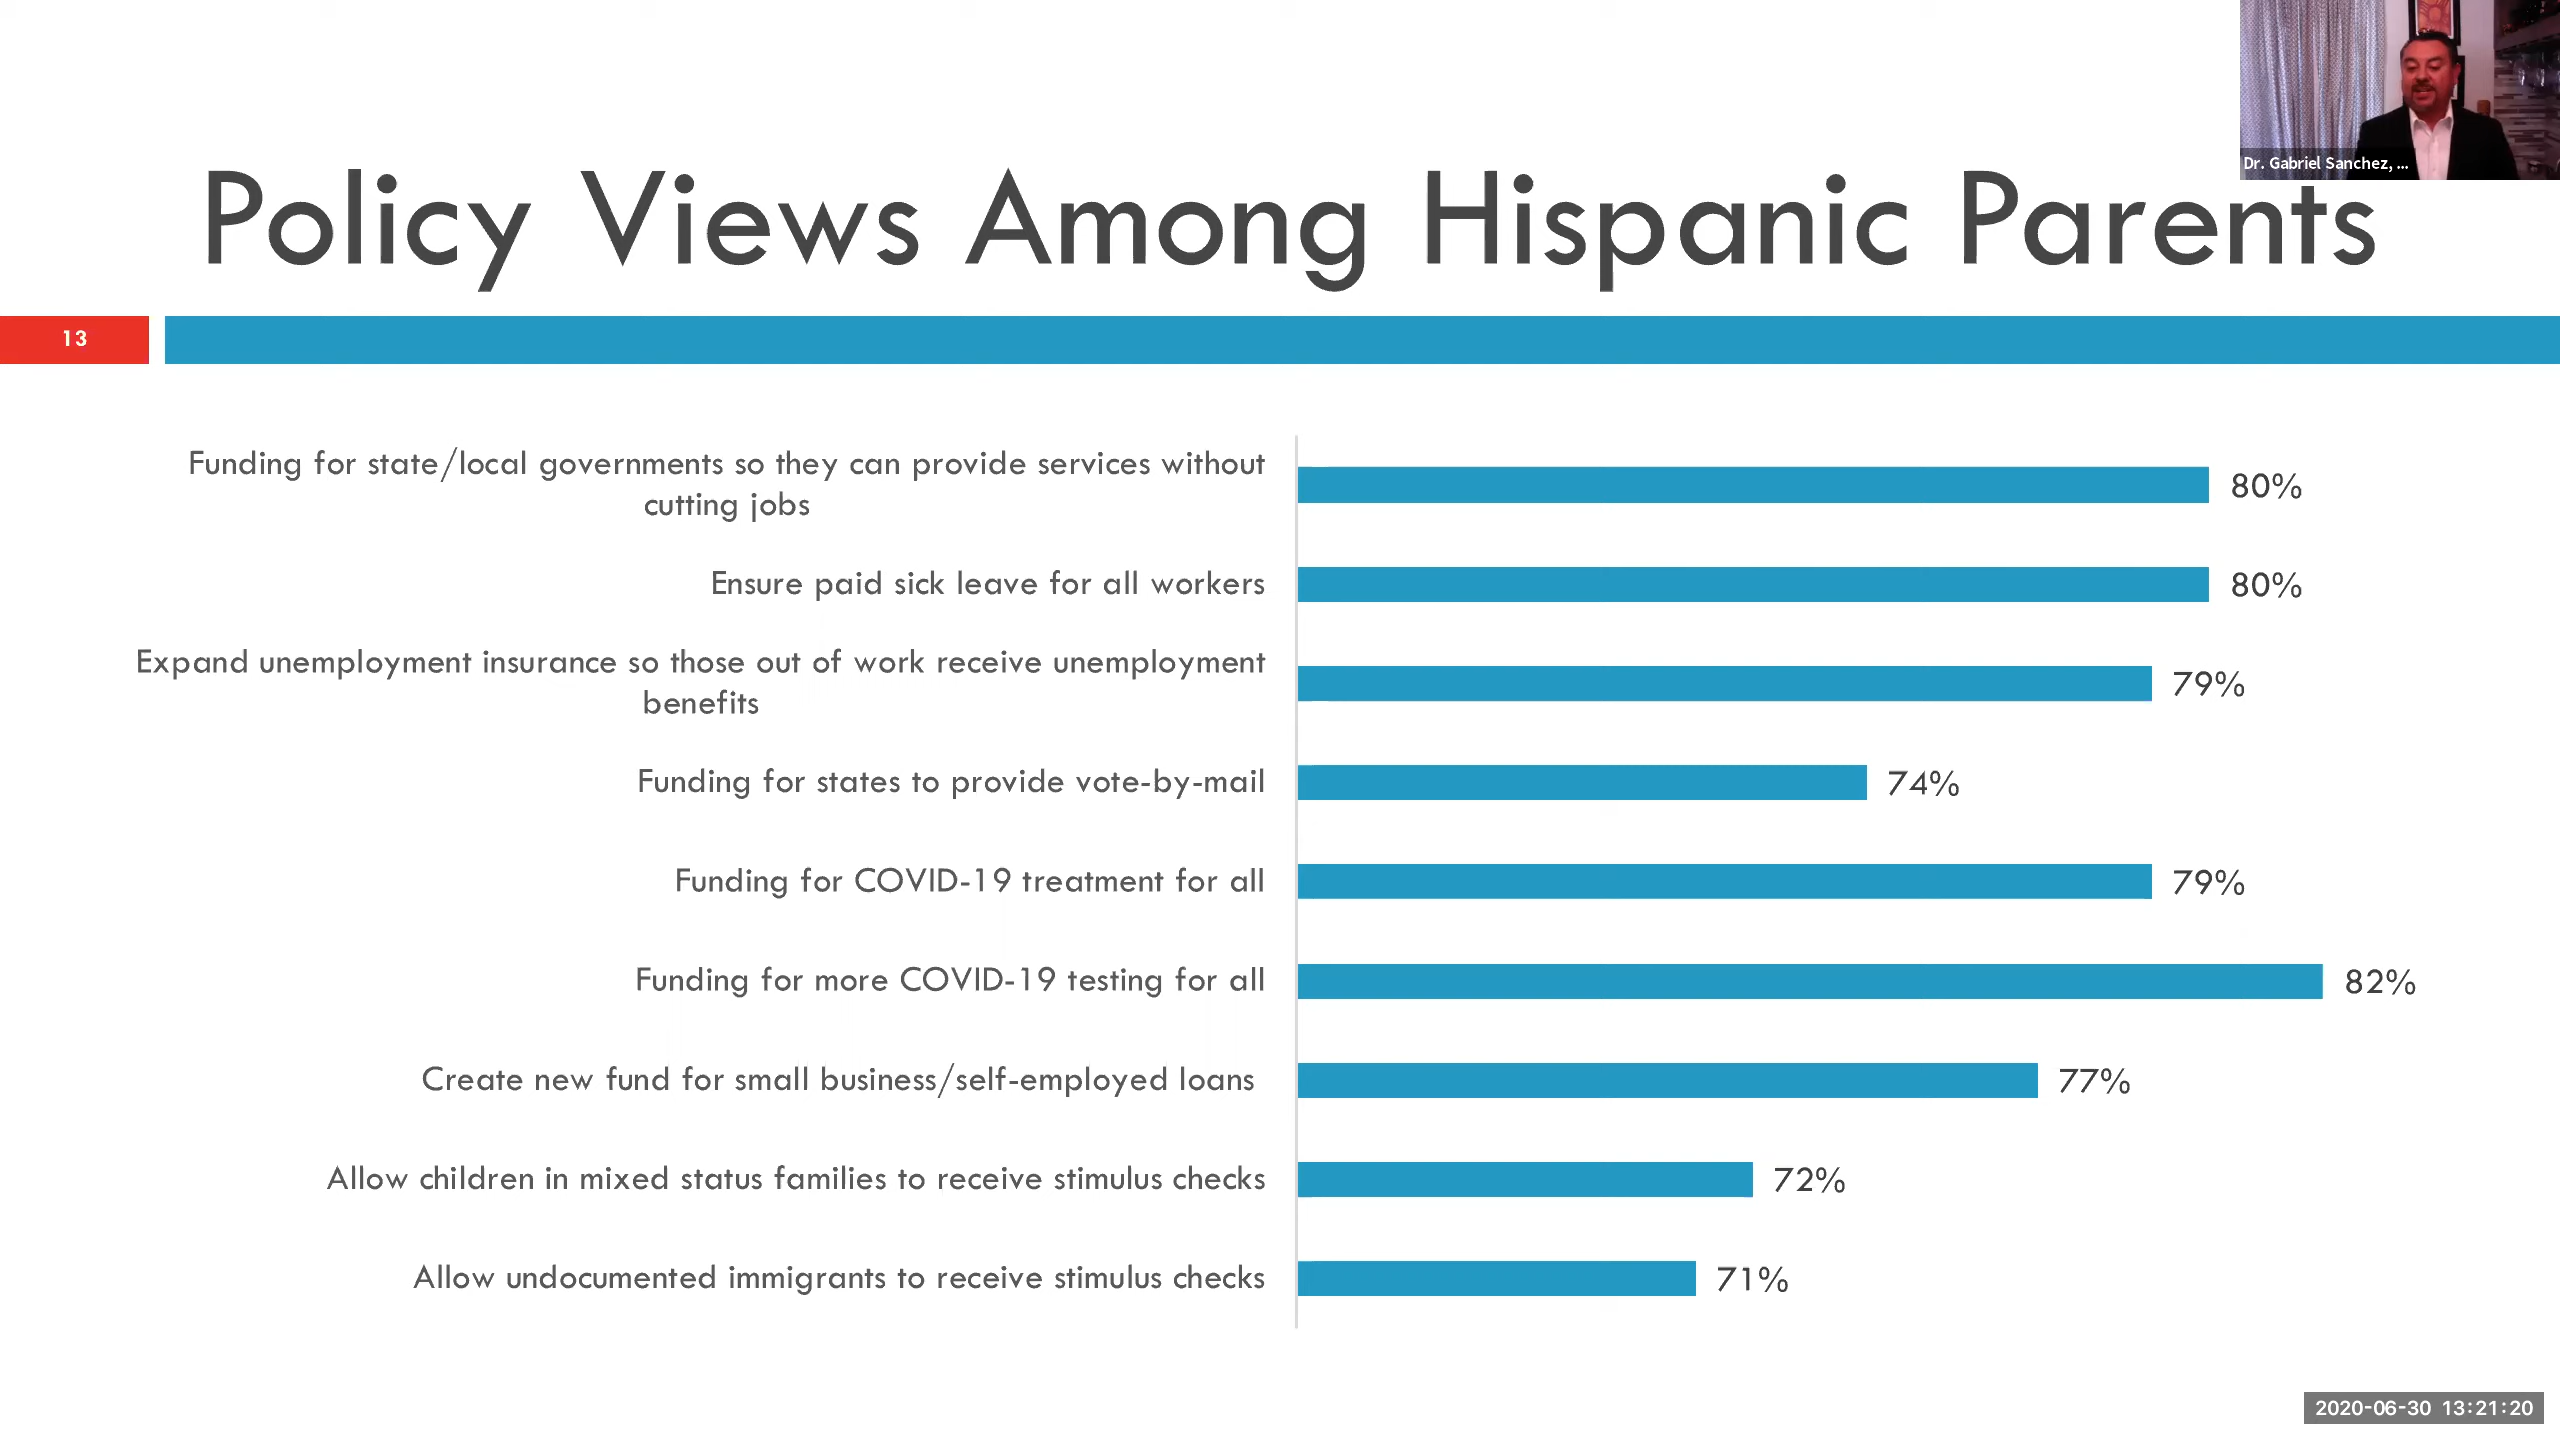 Dr. Gabriel Sanchez, ...
Policy Views Among Hispanic Parents
13
Funding for state/local governments so they can provide services without
cutting jobs
80%
Ensure paid sick leave for all workers
80%
Expand unemployment insurance so those out of work receive unemployment
benefits
79%
Funding for states to provide vote-by-mail
74%
Funding for COVID-19 treatment for all
79%
Funding for more COVID-19 testing for all
82%
Create new fund for small business/self-employed loans
77%
Allow children in mixed status families to receive stimulus checks
72%
Allow undocumented immigrants to receive stimulus checks
71%
2020-06-30 13:21:20